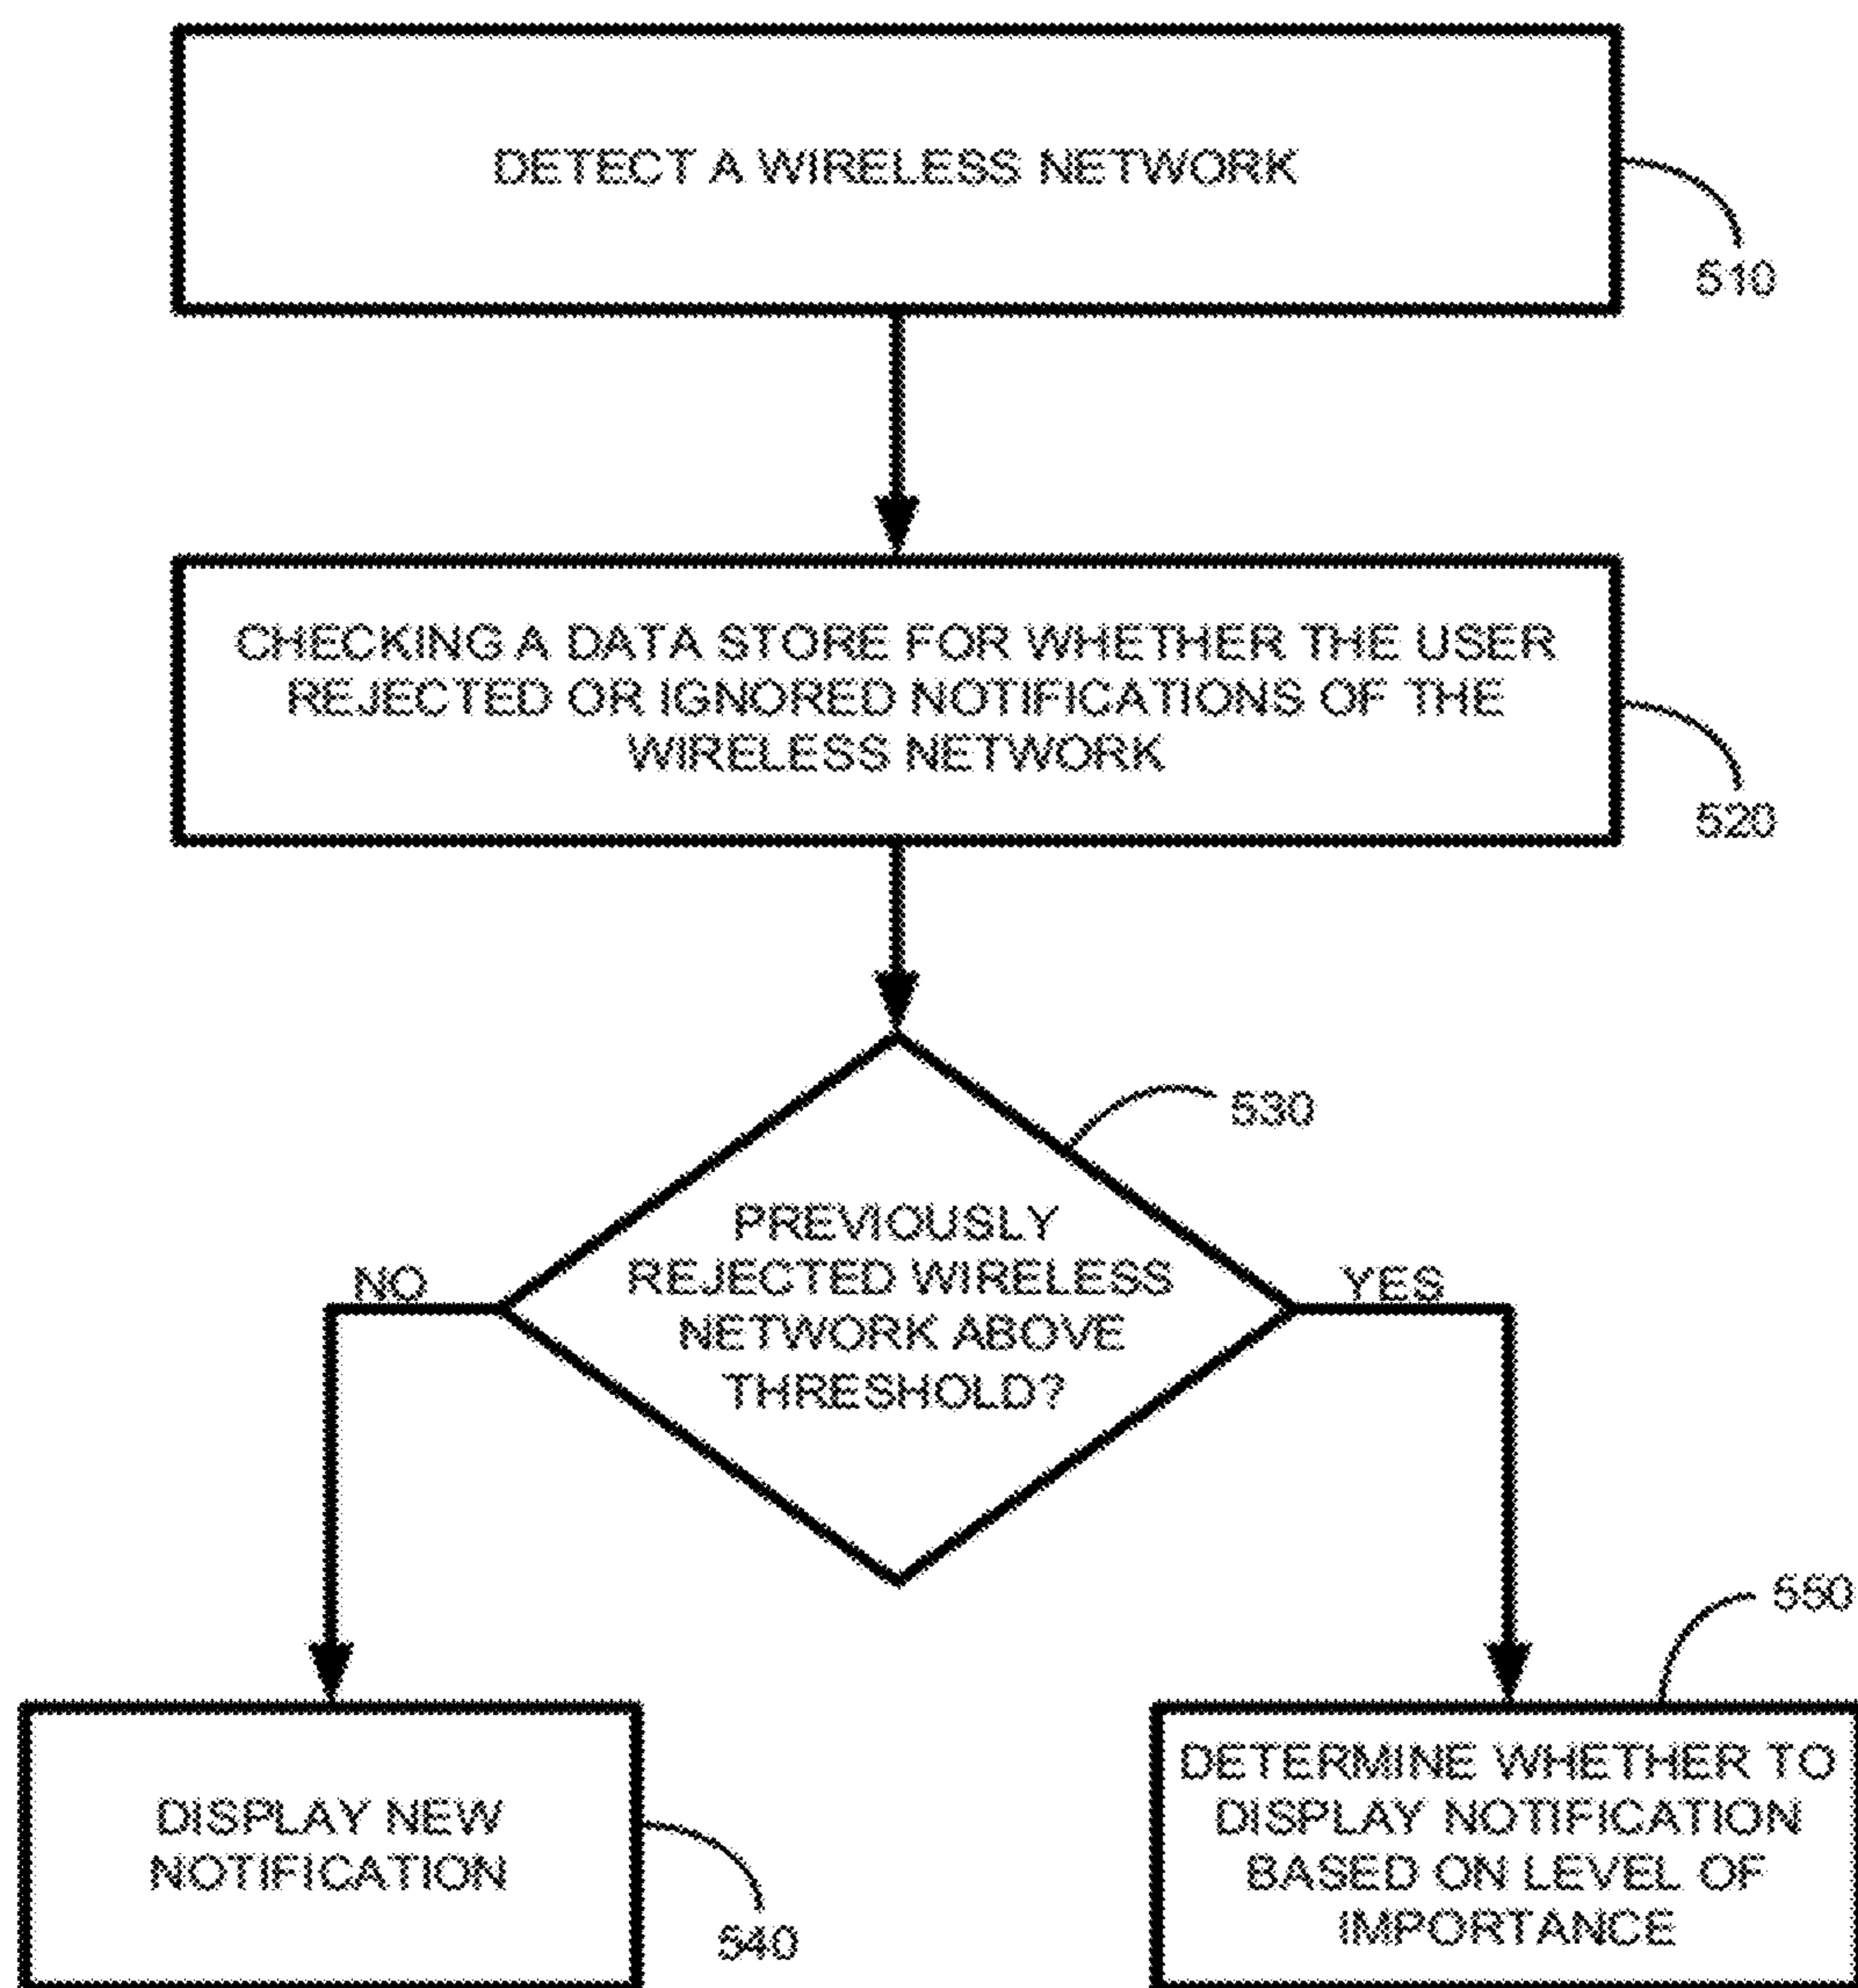 DETECT A WIRELESS NETWORK
510
CHECKING A DATA STORE FOR WHETHER THE USER
REJECTED OR IGNORED NOTIFICATIONS OF THE
WIRELESS NETWORK
520
530
PREVIOUSLY
REJECTED WIRELESS
NETWORK ABOVE
THRESHOLD?
NO
YES
550
DISPLAY NEW
NOTIFICATION
540
DETERMINE WHETHER TO
DISPLAY NOTIFICATION
BASED ON LEVEL OF
IMPORTANCE